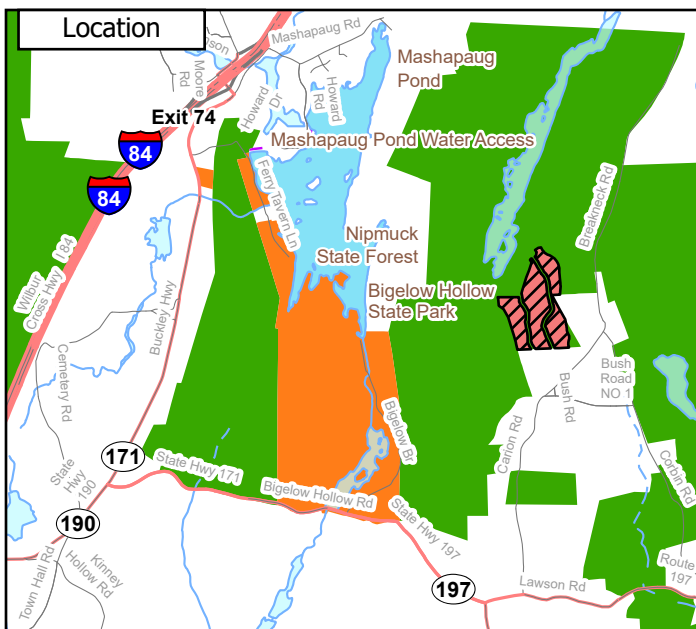 Location
Mashapaug Rd
nson
Moore
Rd
Howard
Dr
Howard
Rd
Mashapaug
Pond
Exit 74
84
84
Mashapaug Pond Water Access
Ferry Tavern Ln
Breakneck Rd
Nipmuck
State Forest
Bigelow Hollow
State Park
Wilbur
Cross Hwy I 84
Buckley Hwy
Cemetery Rd
Bush
Road
NO 1
Bush Rd
Carion Rd
Corbin Rd
Bigelow Br
171
State Hwy 171
State
Hwy
190
Bigelow Hollow Rd
State Hwy 197
190
Town Hall Rd
Kinney
Hollow Rd
197
Lawson Rd
Route
197